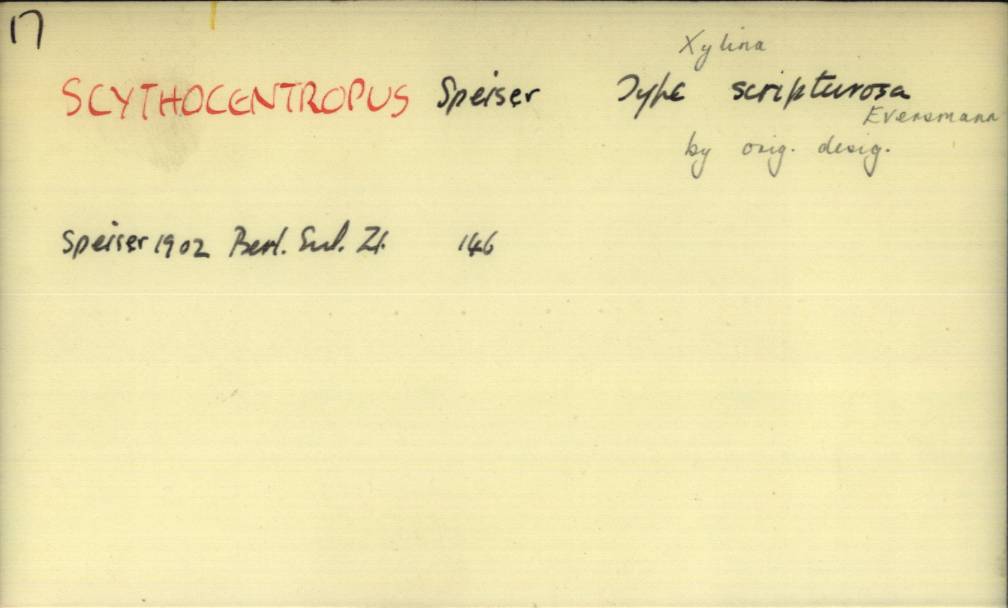 17
Xylina
SCYTHOCENTROPUS Speiser Type scripturosa
Eversmann
by orig. desig.
Speiser 1902 Berl. Ent. Zt. 146